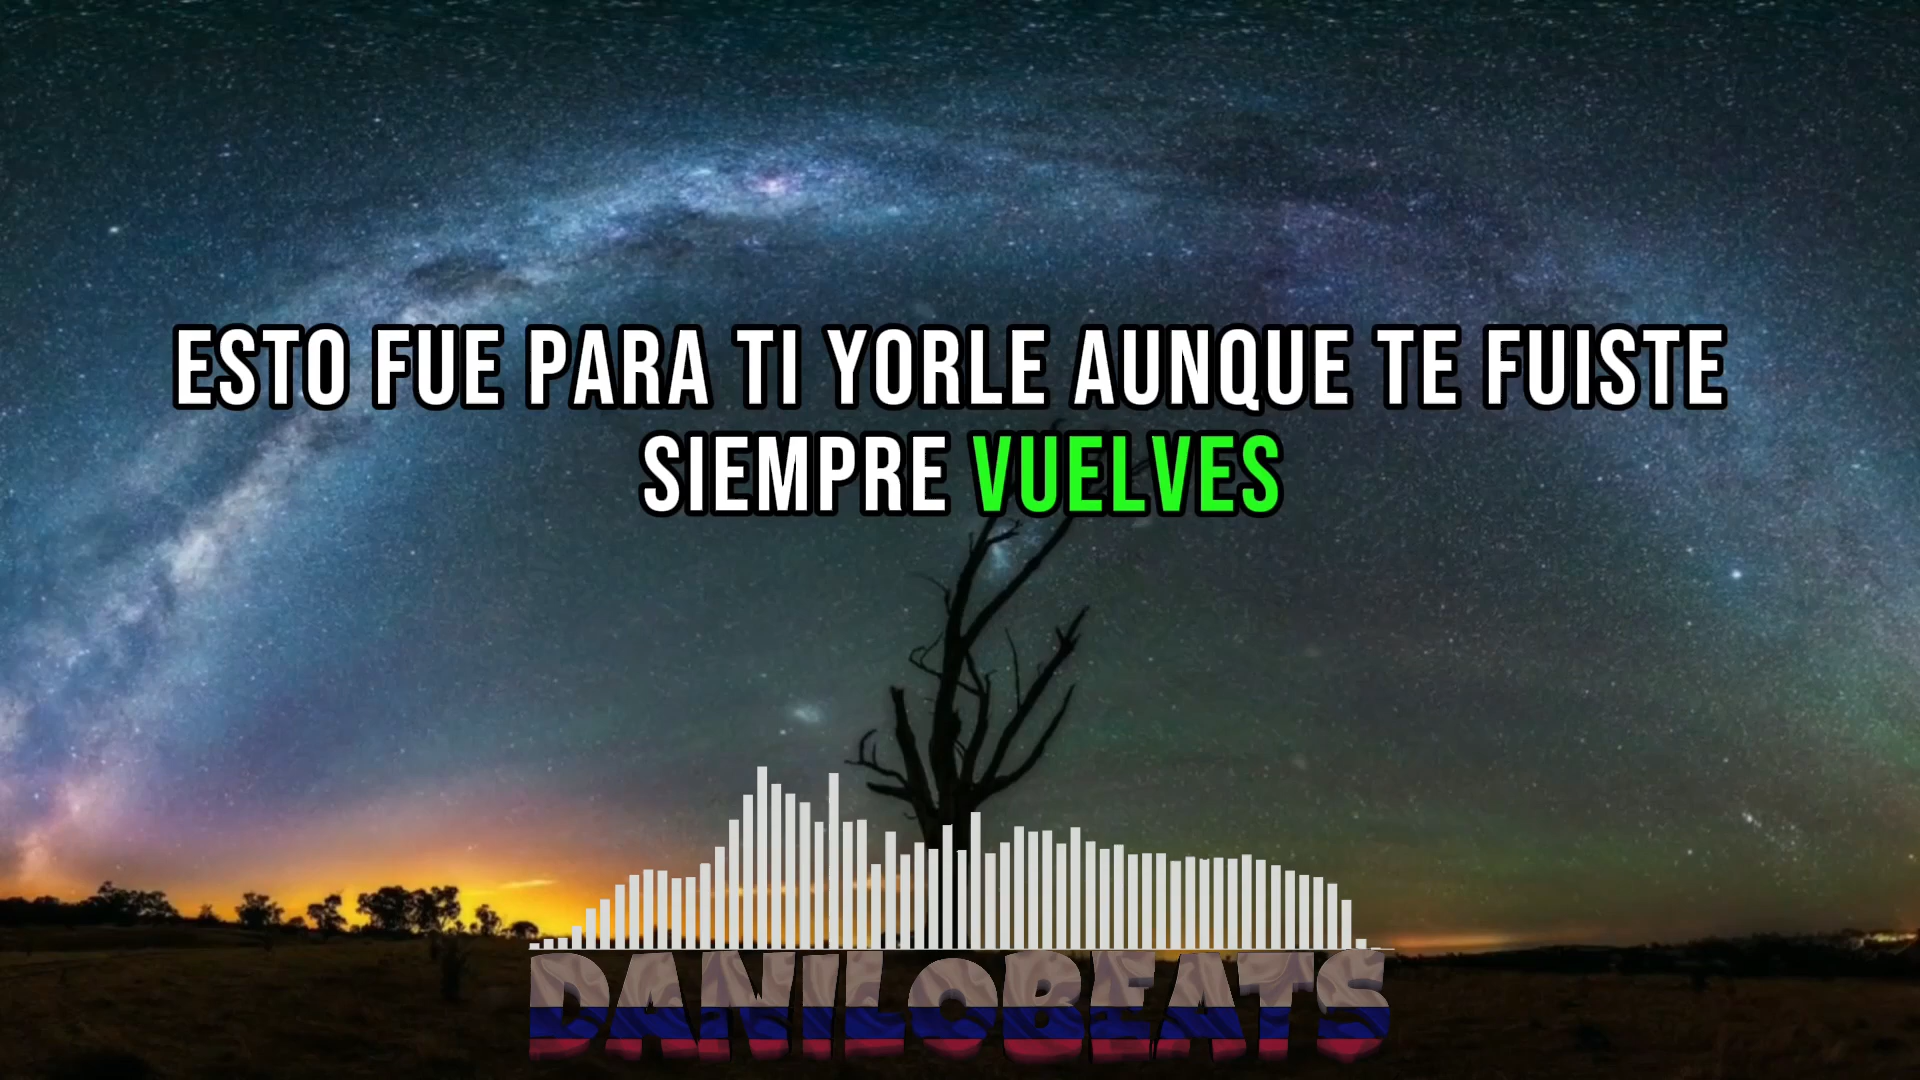 ESTO FUE PARA TI YORLE AUNQUE TE FUISTE
SIEMPRE VUELVES
DANILOBEATS